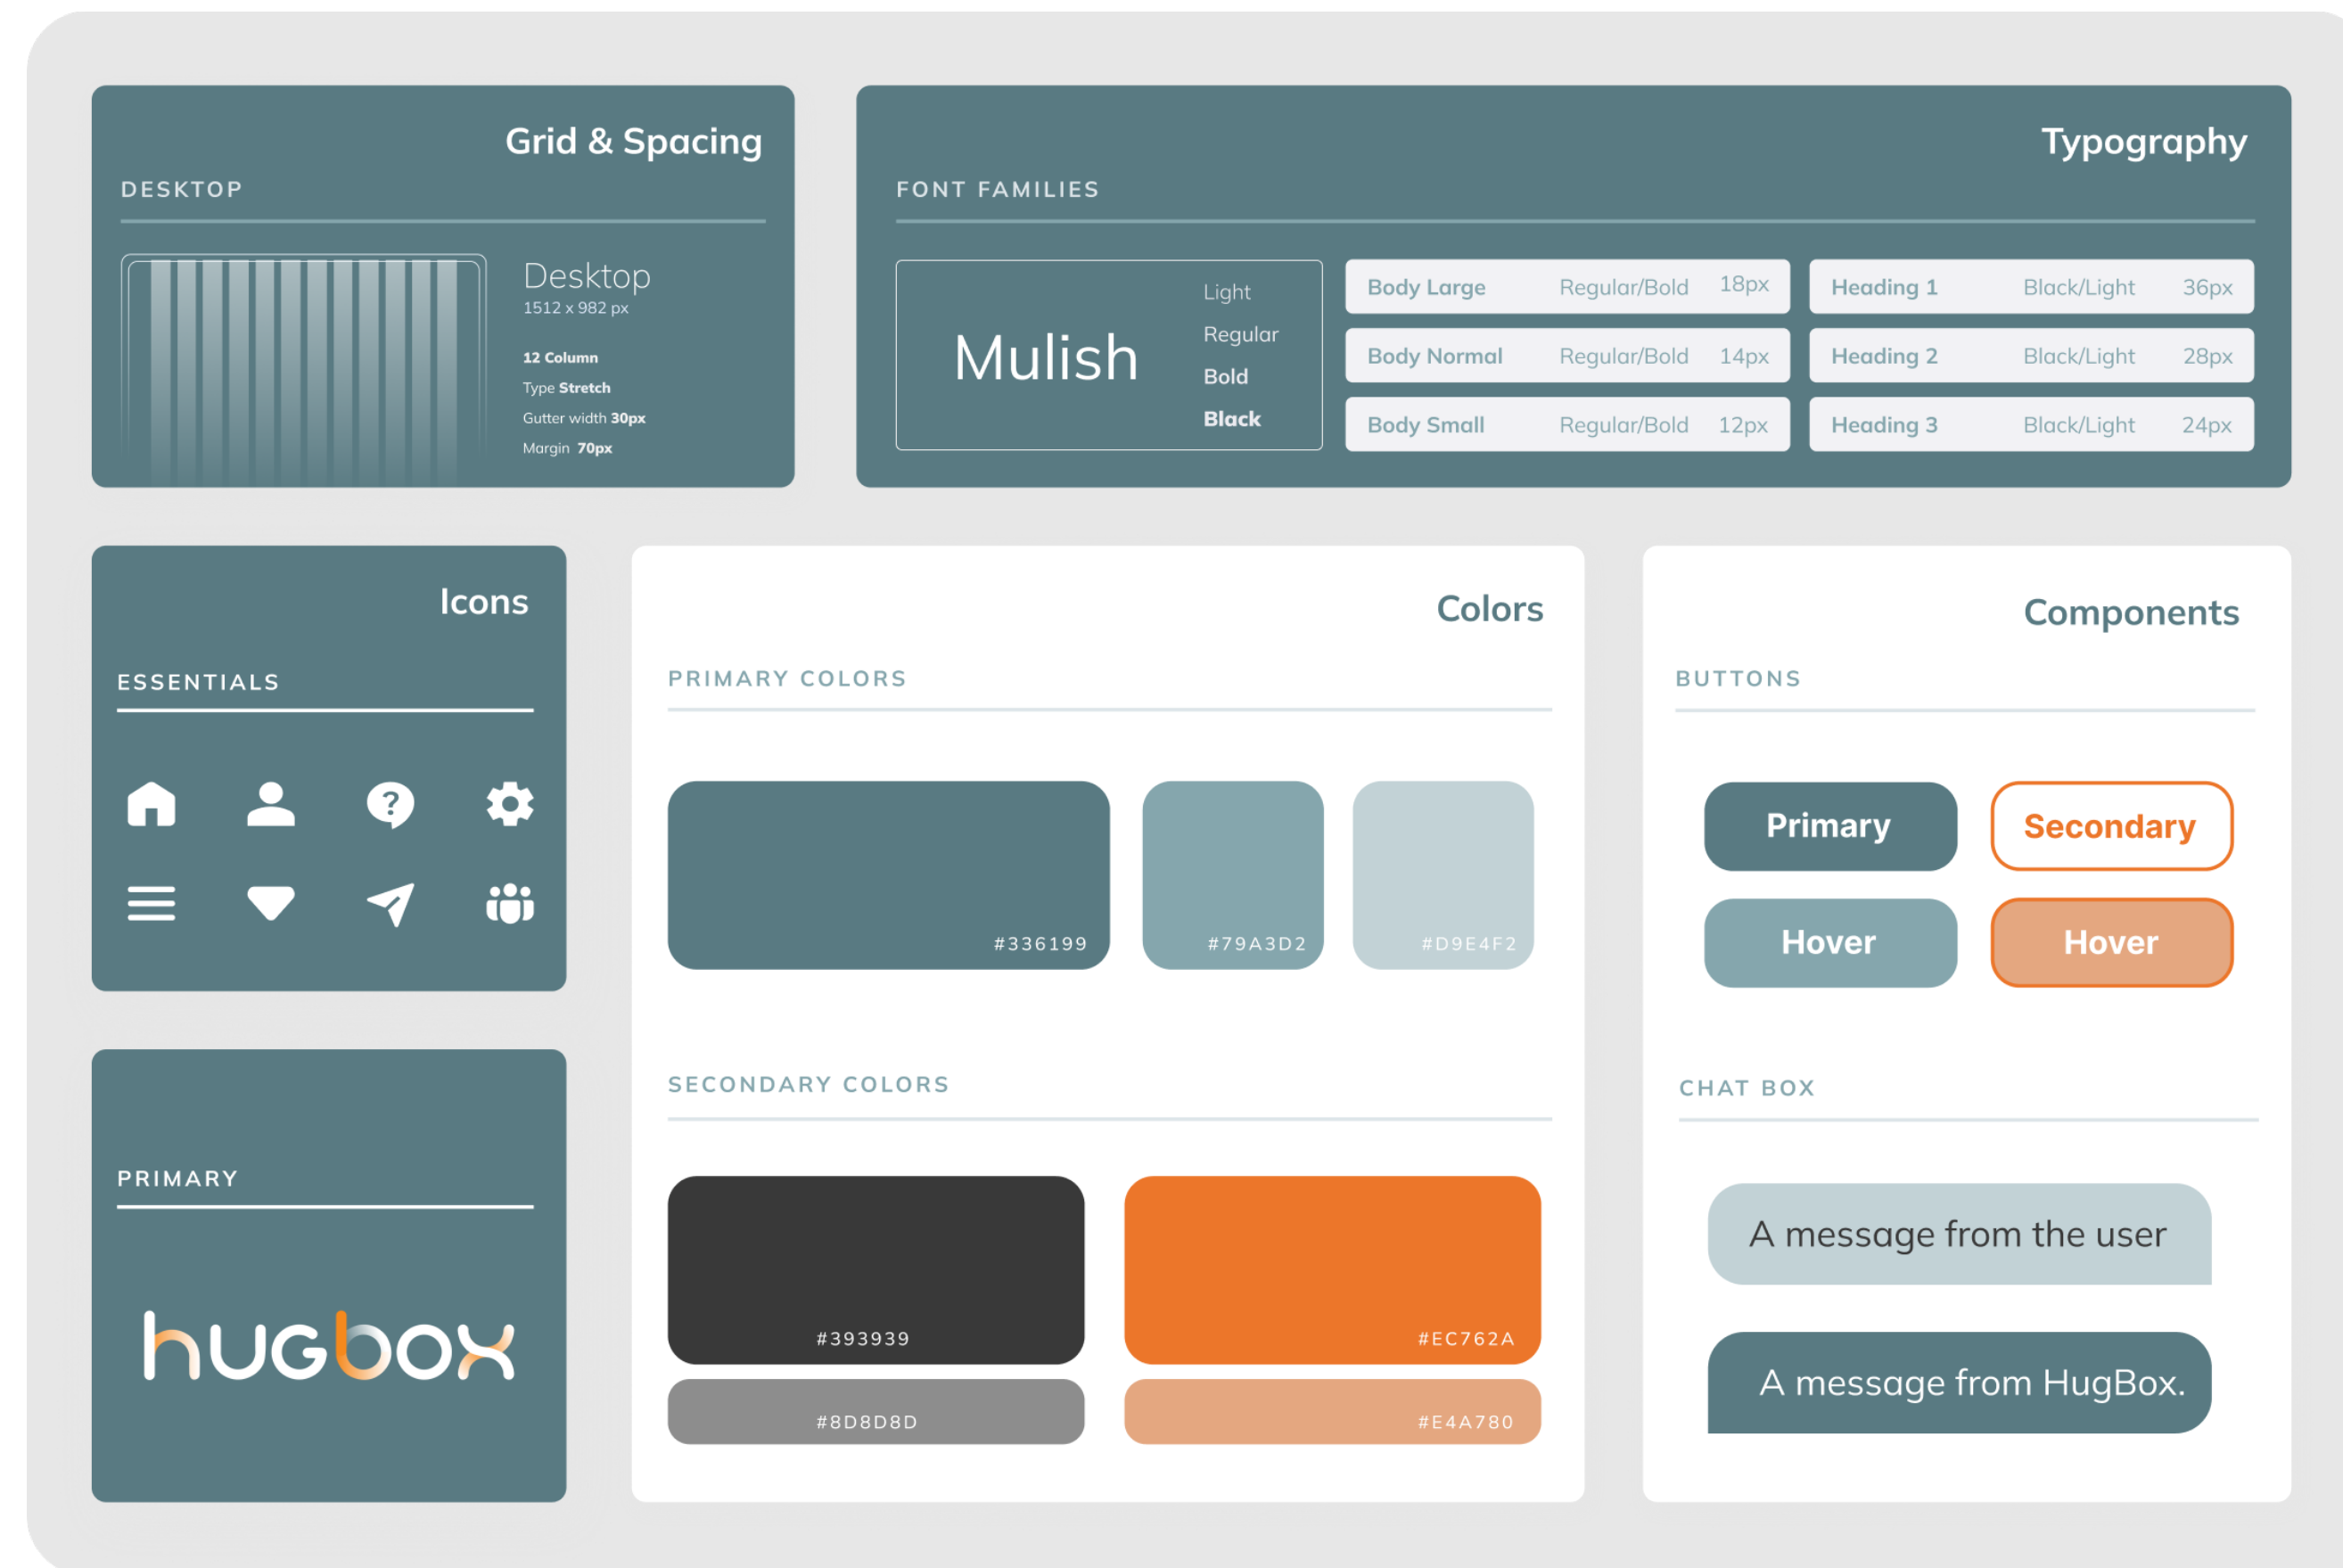 Grid & Spacing
DESKTOP
Desktop
1512 x 982 px
12 Column
Type Stretch
Gutter width 30px
Margin 70px
Typography
FONT FAMILIES
Mulish
Light
Regular
Bold
Black
Body Large Regular/Bold 18px
Body Normal Regular/Bold 14px
Body Small Regular/Bold 12px
Heading 1 Black/Light 36px
Heading 2 Black/Light 28px
Heading 3 Black/Light 24px
Icons
ESSENTIALS
?
PRIMARY
hugbox
Colors
PRIMARY COLORS
#336199
#79A3D2
#D9E4F2
SECONDARY COLORS
#393939
#EC762A
#8D8D8D
#E4A780
Components
BUTTONS
Primary
Secondary
Hover
Hover
CHAT BOX
A message from the user
A message from HugBox.